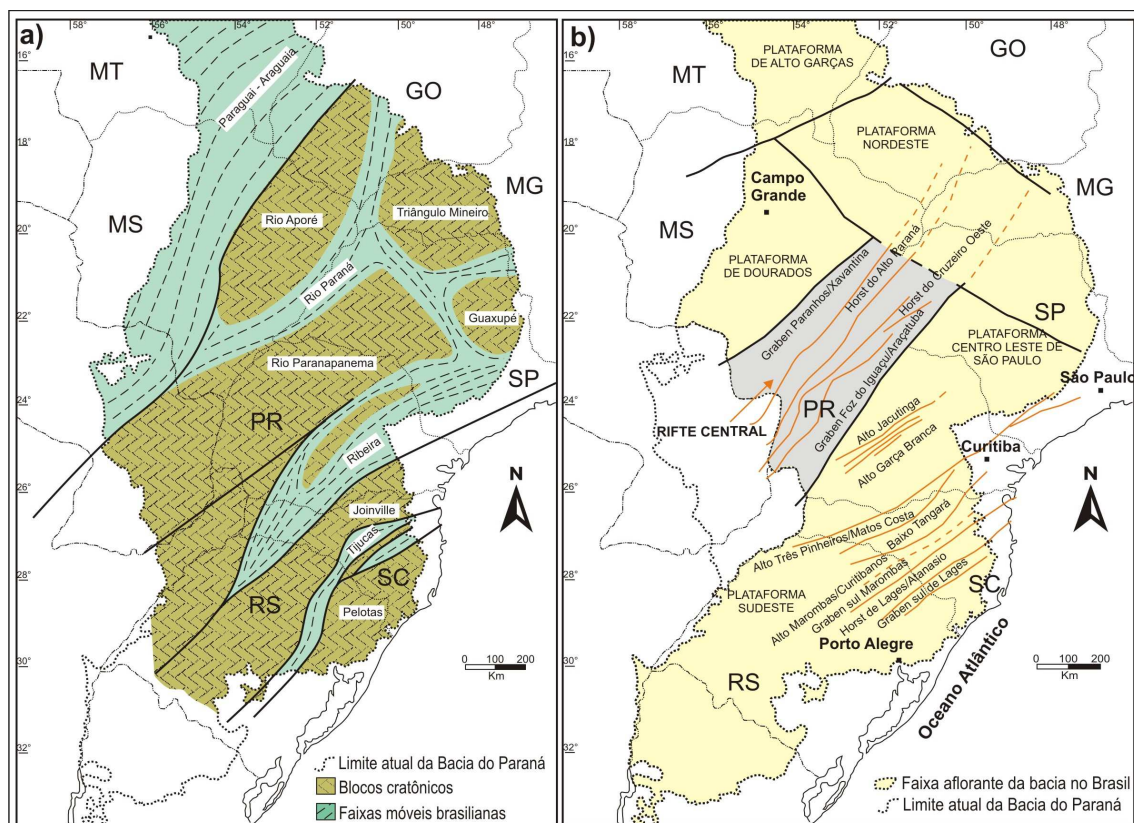 a)
58°
56°
54°
52°
50°
48°
16°
18°
20°
22°
24°
26°
28°
30°
32°
MT
GO
MG
MS
SP
PR
SC
RS
Paraguai - Araguaia
Rio Aporé
Triângulo Mineiro
Rio Paraná
Guaxupé
Rio Paranapanema
Ribeira
Joinville
Tijucas
Pelotas
N
0 100 200
Km
Limite atual da Bacia do Paraná
Blocos cratônicos
Faixas móveis brasilianas
b)
58°
56°
54°
52°
50°
48°
16°
18°
20°
22°
24°
26°
28°
30°
32°
PLATAFORMA
DE ALTO GARÇAS
GO
MT
PLATAFORMA
NORDESTE
Campo
Grande
MG
MS
PLATAFORMA
DE DOURADOS
Graben Paranhos/Xavantina
Horst do Alto Paraná
Horst do Cruzeiro Oeste
Graben Foz do Iguaçu/Araçatuba
SP
PLATAFORMA
CENTRO LESTE
DE SÃO PAULO
São Paulo
RIFTE CENTRAL
PR
Alto Jacutinga
Alto Garça Branca
Curitiba
N
Alto Três Pinheiros/Matos Costa
Baixo Tangará
Alto Marombas/Curitibanos
Graben sul Marombas
Horst de Lages/Atanasio
Graben sul de Lages
SC
PLATAFORMA
SUDESTE
Porto Alegre
RS
Oceano Atlântico
0 100 200
Km
Faixa aflorante da bacia no Brasil
Limite atual da Bacia do Paraná